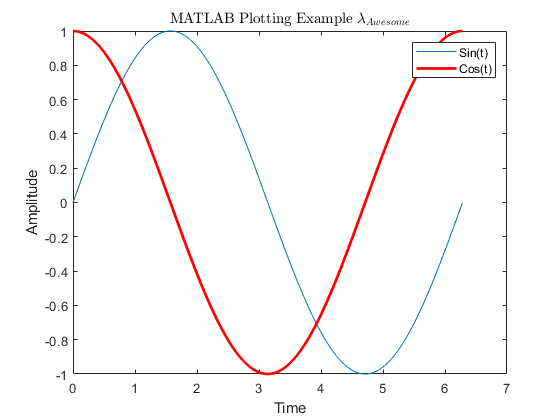 MATLAB Plotting Example λ_Awesome
Sin(t)
Cos(t)
1
0.8
0.6
0.4
0.2
0
-0.2
-0.4
-0.6
-0.8
-1
Amplitude
0 1 2 3 4 5 6 7
Time